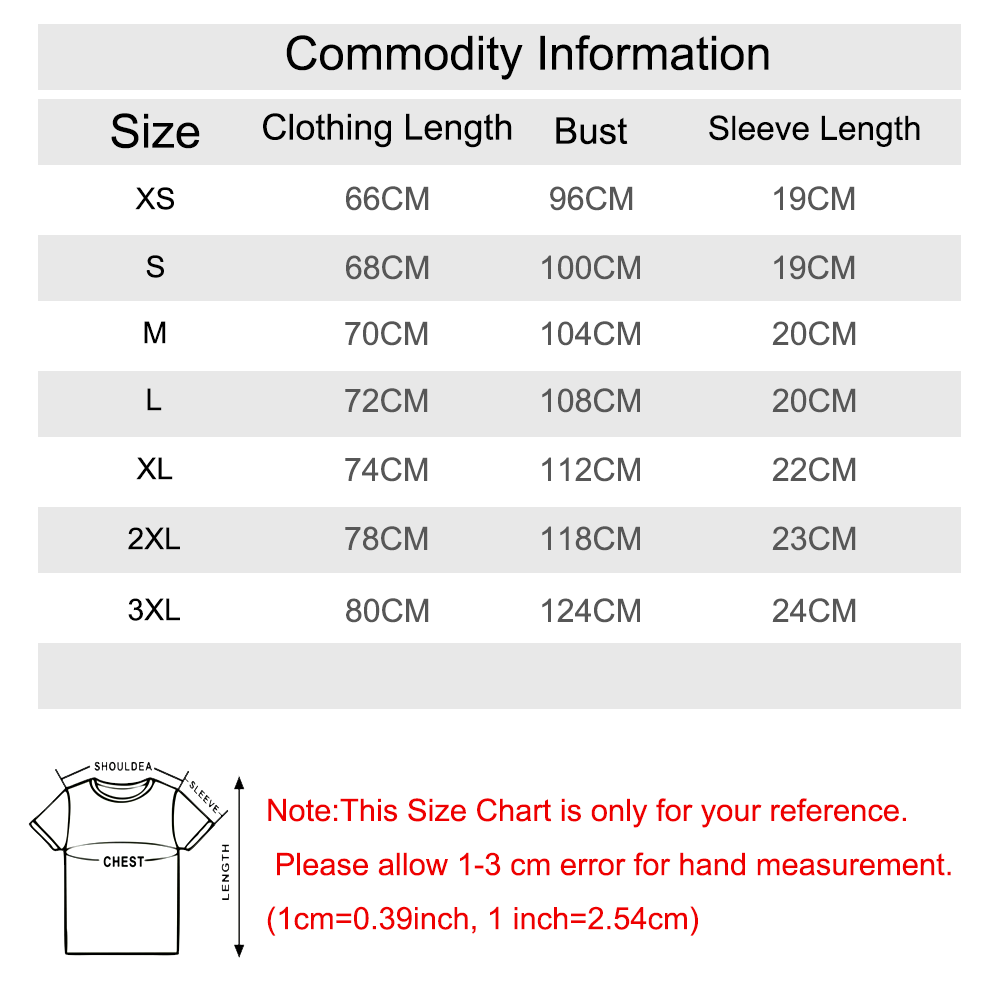 Commodity Information
Size Clothing Length Bust Sleeve Length
XS 66CM 96CM 19CM
S 68CM 100CM 19CM
M 70CM 104CM 20CM
L 72CM 108CM 20CM
XL 74CM 112CM 22CM
2XL 78CM 118CM 23CM
3XL 80CM 124CM 24CM
SHOULDEA
SLEEVE
CHEST
LENGTH
Note:This Size Chart is only for your reference.
Please allow 1-3 cm error for hand measurement.
(1cm=0.39inch, 1 inch=2.54cm)